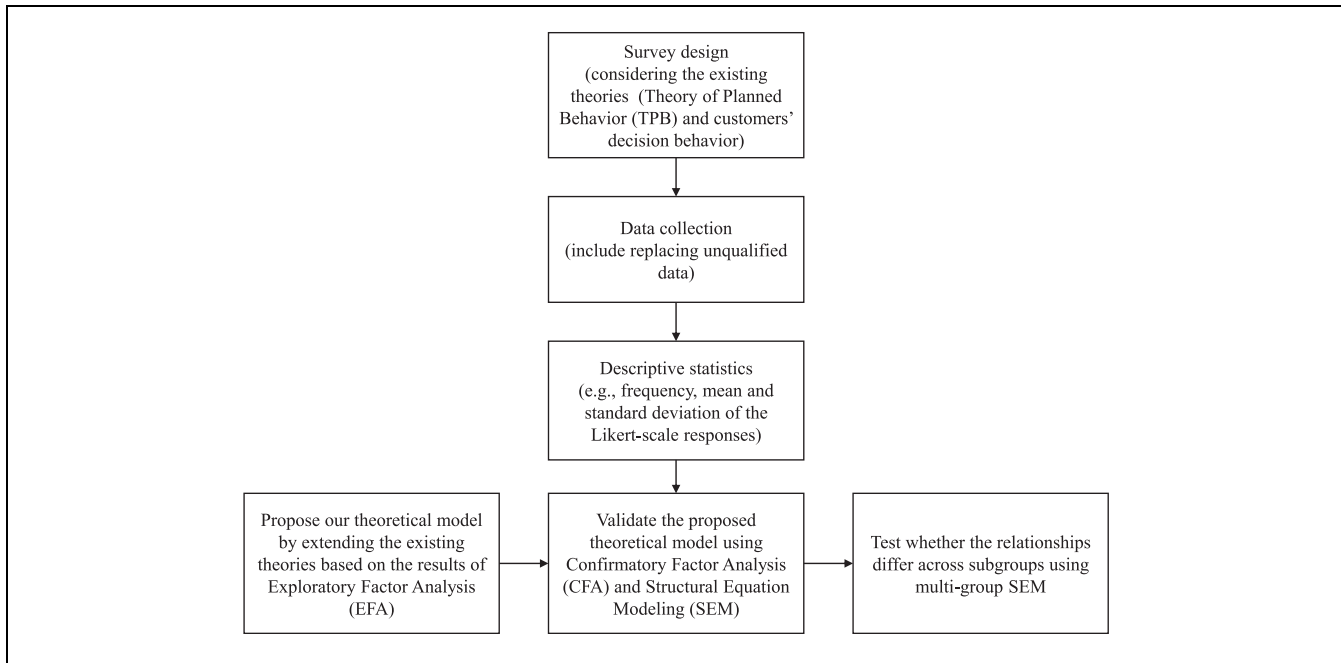 Survey design
(considering the existing
theories (Theory of Planned
Behavior (TPB) and customers’
decision behavior)
Data collection
(include replacing unqualified
data)
Descriptive statistics
(e.g., frequency, mean and
standard deviation of the
Likert-scale responses)
Propose our theoretical model
by extending the existing
theories based on the results of
Exploratory Factor Analysis
(EFA)
Validate the proposed
theoretical model using
Confirmatory Factor Analysis
(CFA) and Structural Equation
Modeling (SEM)
Test whether the relationships
differ across subgroups using
multi-group SEM